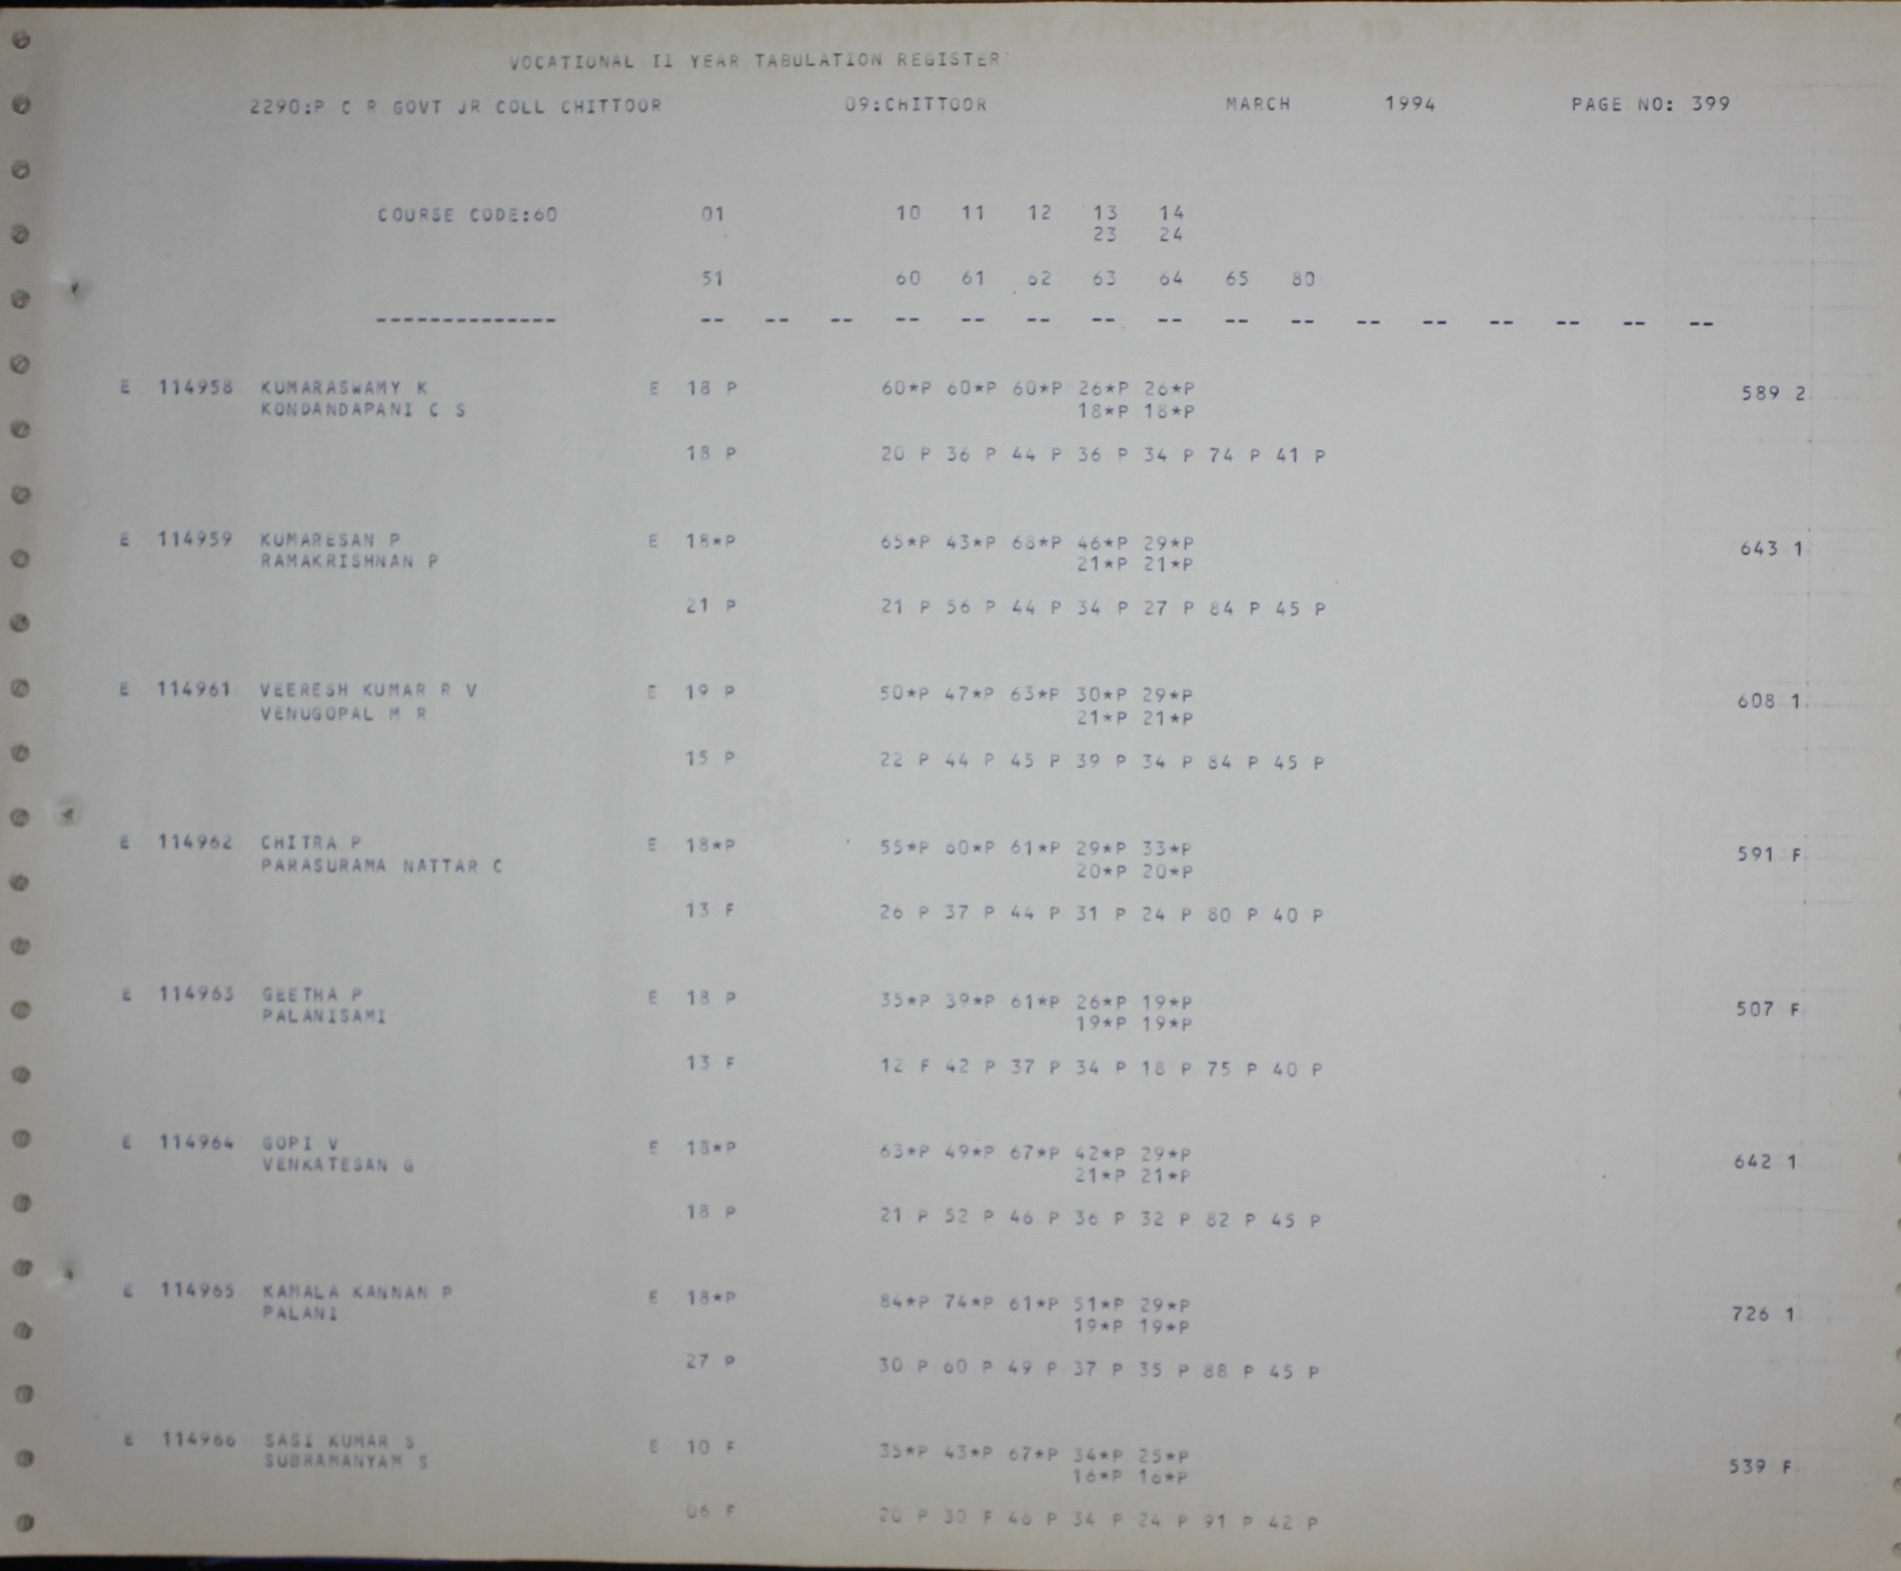 VOCATIONAL II YEAR TABULATION REGISTER
2290:P C R GOVT JR COLL CHITTOOR 09:CHITTOOR MARCH 1994 PAGE NO: 399
COURSE CODE:60 01 10 11 12 13 14
23 24
51 60 61 62 63 64 65 80
-------------- -- -- -- -- -- -- -- -- -- -- -- -- -- -- -- --
E 114958 KUMARASWAMY K E 18 P 60*P 60*P 60*P 26*P 26*P 589 2
KONDANDAPANI C S 18*P 18*P
18 P 20 P 36 P 44 P 36 P 34 P 74 P 41 P
E 114959 KUMARESAN P E 18*P 65*P 43*P 68*P 46*P 29*P 643 1
RAMAKRISHNAN P 21*P 21*P
21 P 21 P 56 P 44 P 34 P 27 P 84 P 45 P
E 114961 VEERESH KUMAR R V E 19 P 50*P 47*P 63*P 30*P 29*P 608 1
VENUGOPAL M R 21*P 21*P
15 P 22 P 44 P 45 P 39 P 34 P 84 P 45 P
E 114962 CHITRA P E 18*P 55*P 60*P 61*P 29*P 33*P 591 F
PARASURAMA NATTAR C 20*P 20*P
13 F 26 P 37 P 44 P 31 P 24 P 80 P 40 P
E 114963 GEETHA P E 18 P 35*P 39*P 61*P 26*P 19*P 507 F
PALANISAMI 19*P 19*P
13 F 12 F 42 P 37 P 34 P 18 P 75 P 40 P
E 114964 GOPI V E 18*P 63*P 49*P 67*P 42*P 29*P 642 1
VENKATESAN G 21*P 21*P
18 P 21 P 52 P 46 P 36 P 32 P 82 P 45 P
E 114965 KAMALA KANNAN P E 18*P 84*P 74*P 61*P 51*P 29*P 726 1
PALANI 19*P 19*P
27 P 30 P 60 P 49 P 37 P 35 P 88 P 45 P
E 114966 SASI KUMAR S E 10 F 35*P 43*P 67*P 34*P 25*P 539 F
SUBRAMANYAM S 16*P 16*P
06 F 20 P 30 F 46 P 34 P 24 P 91 P 42 P